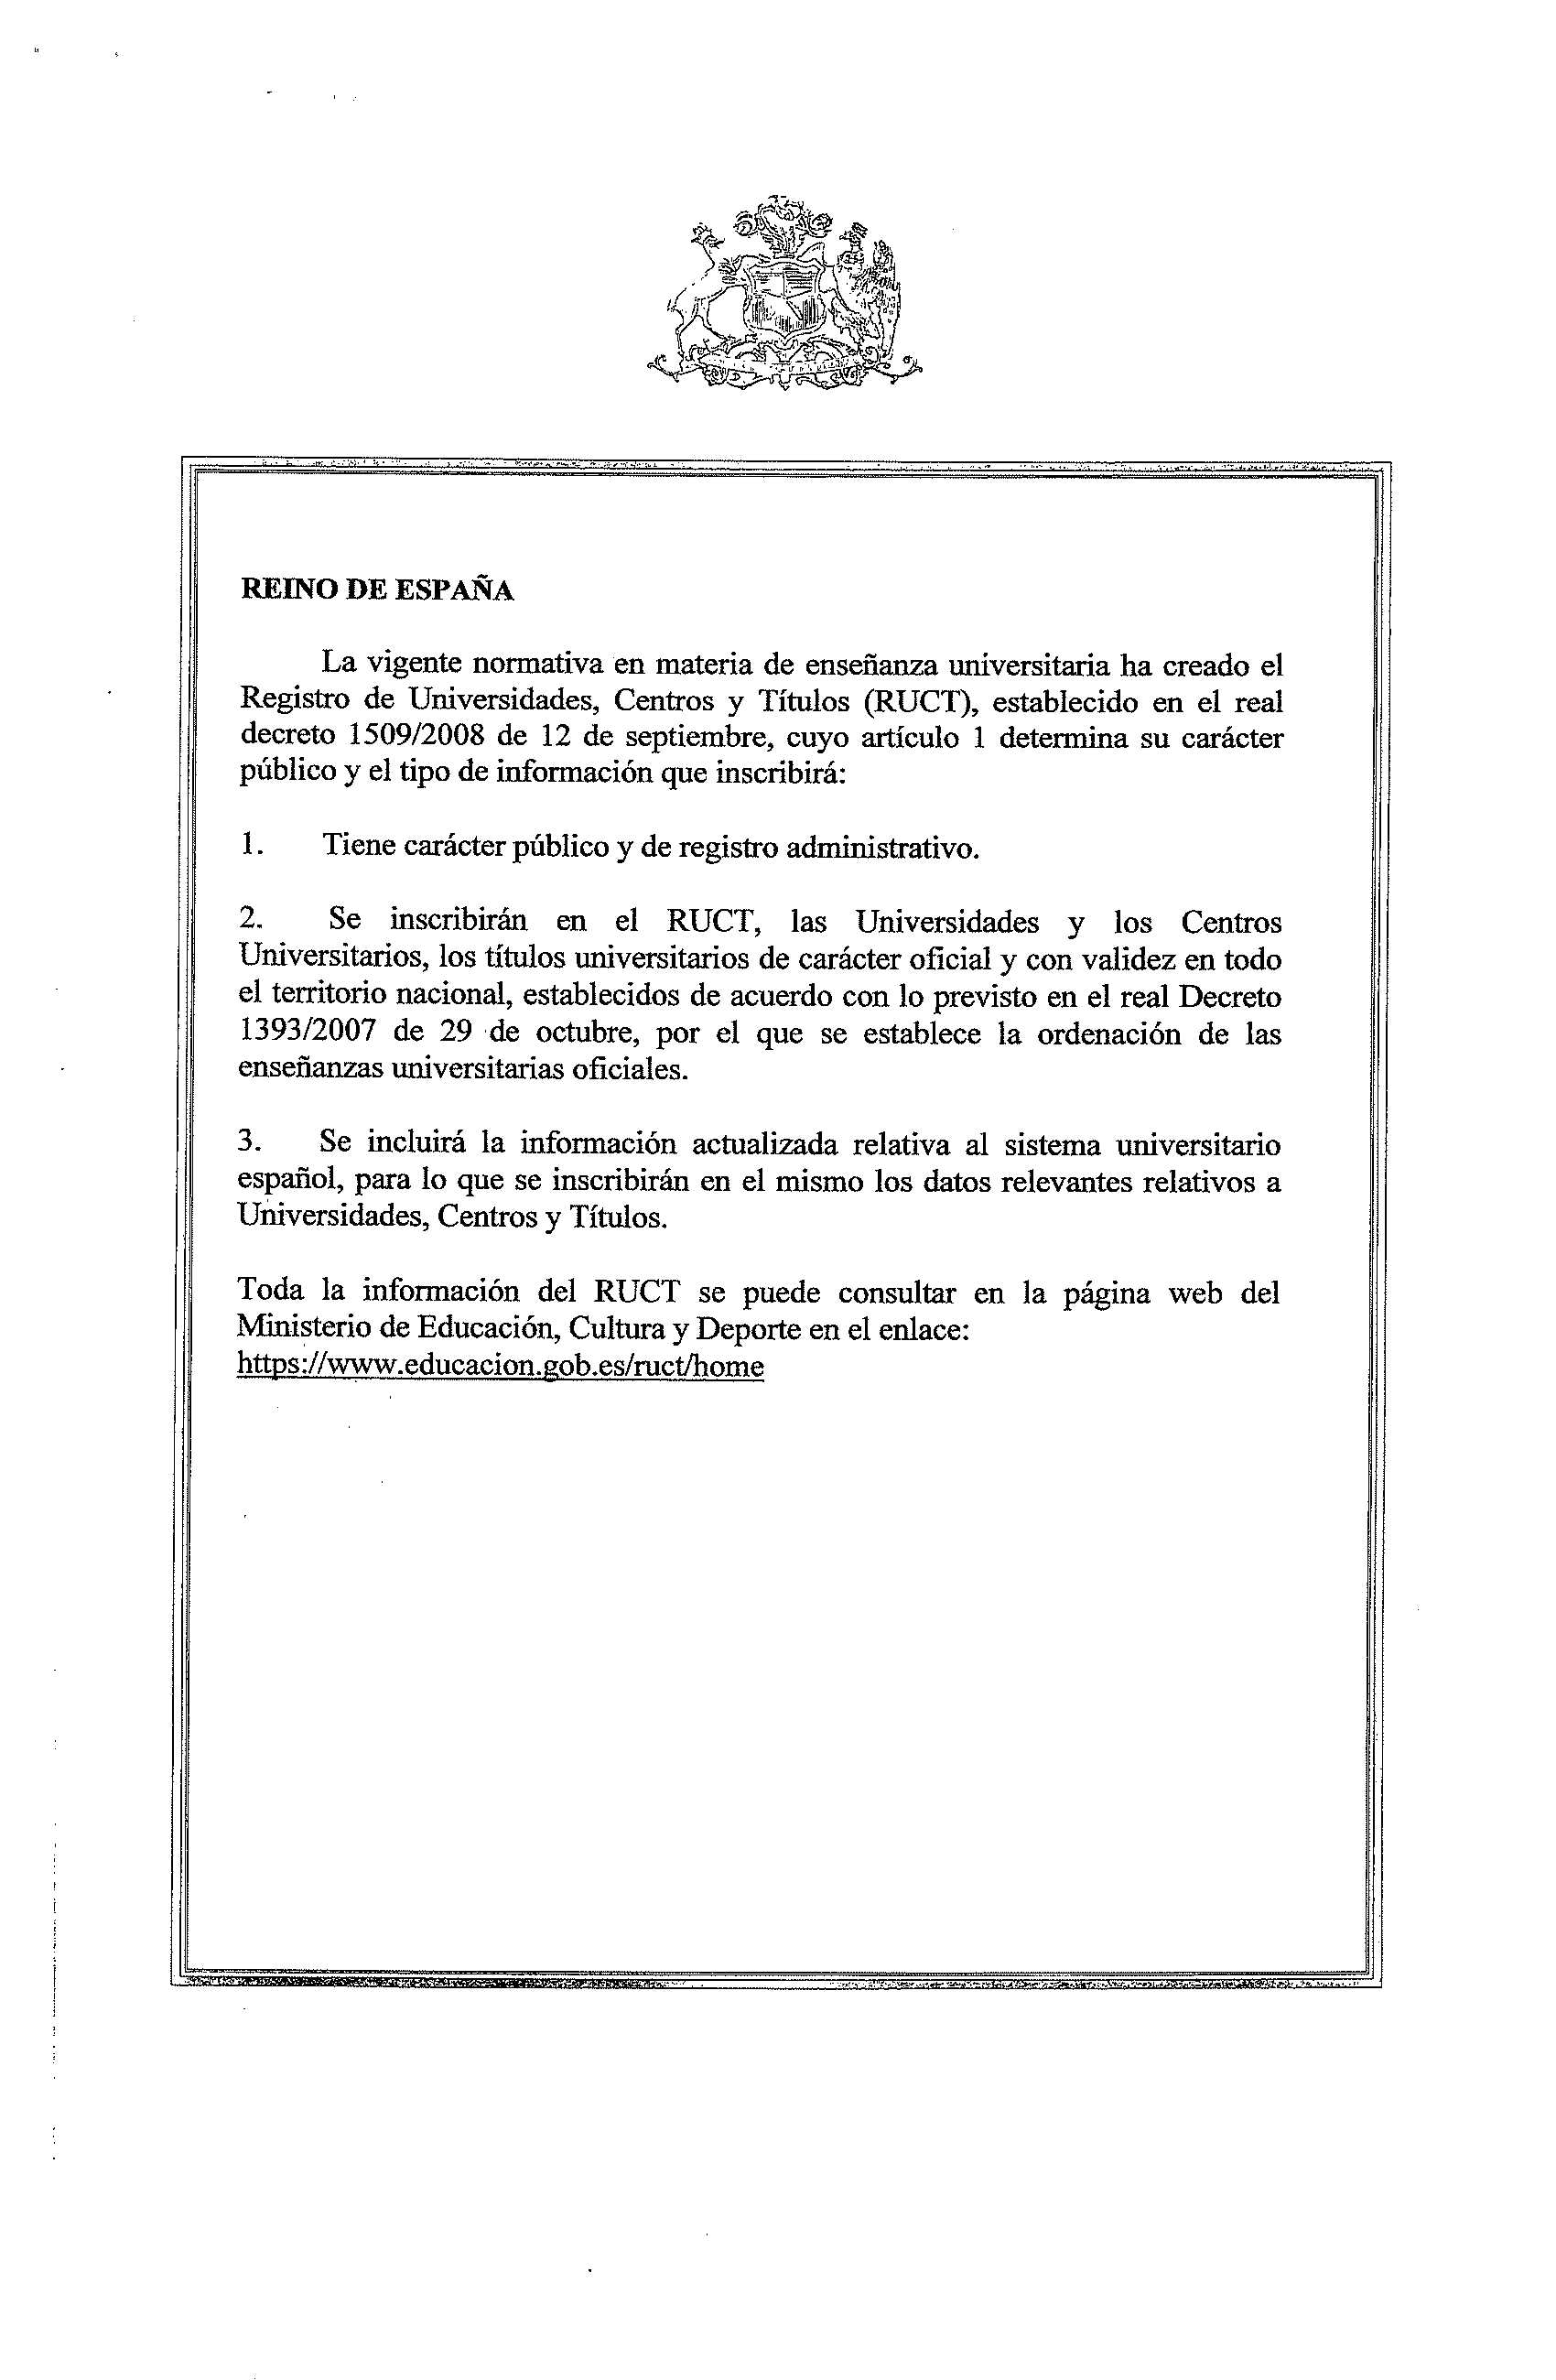 REINO DE ESPAÑA
La vigente normativa en materia de enseñanza universitaria ha creado el
Registro de Universidades, Centros y Títulos (RUCT), establecido en el real
decreto 1509/2008 de 12 de septiembre, cuyo artículo 1 determina su carácter
público y el tipo de información que inscribirá:
1. Tiene carácter público y de registro administrativo.
2. Se inscribirán en el RUCT, las Universidades y los Centros
Universitarios, los títulos universitarios de carácter oficial y con validez en todo
el territorio nacional, establecidos de acuerdo con lo previsto en el real Decreto
1393/2007 de 29 de octubre, por el que se establece la ordenación de las
enseñanzas universitarias oficiales.
3. Se incluirá la información actualizada relativa al sistema universitario
español, para lo que se inscribirán en el mismo los datos relevantes relativos a
Universidades, Centros y Títulos.
Toda la información del RUCT se puede consultar en la página web del
Ministerio de Educación, Cultura y Deporte en el enlace:
https://www.educacion.gob.es/ruct/home